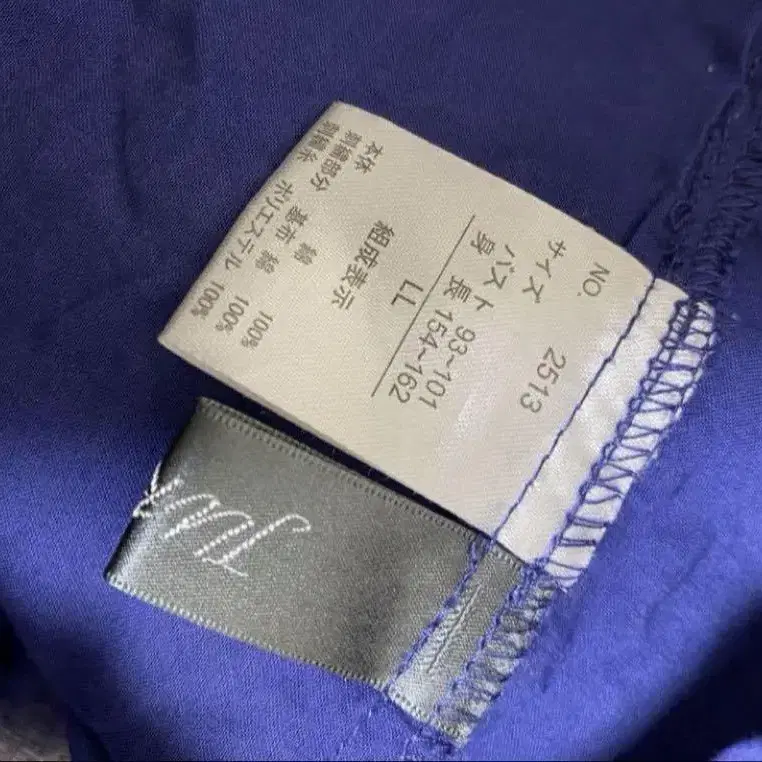 NO. 2513
サイズ
バスト 93~101
身長 154~162
LL
組成表示
本体 綿 100%
刺繍部分 基布 綿 100%
刺繍糸 ポリエステル 100%